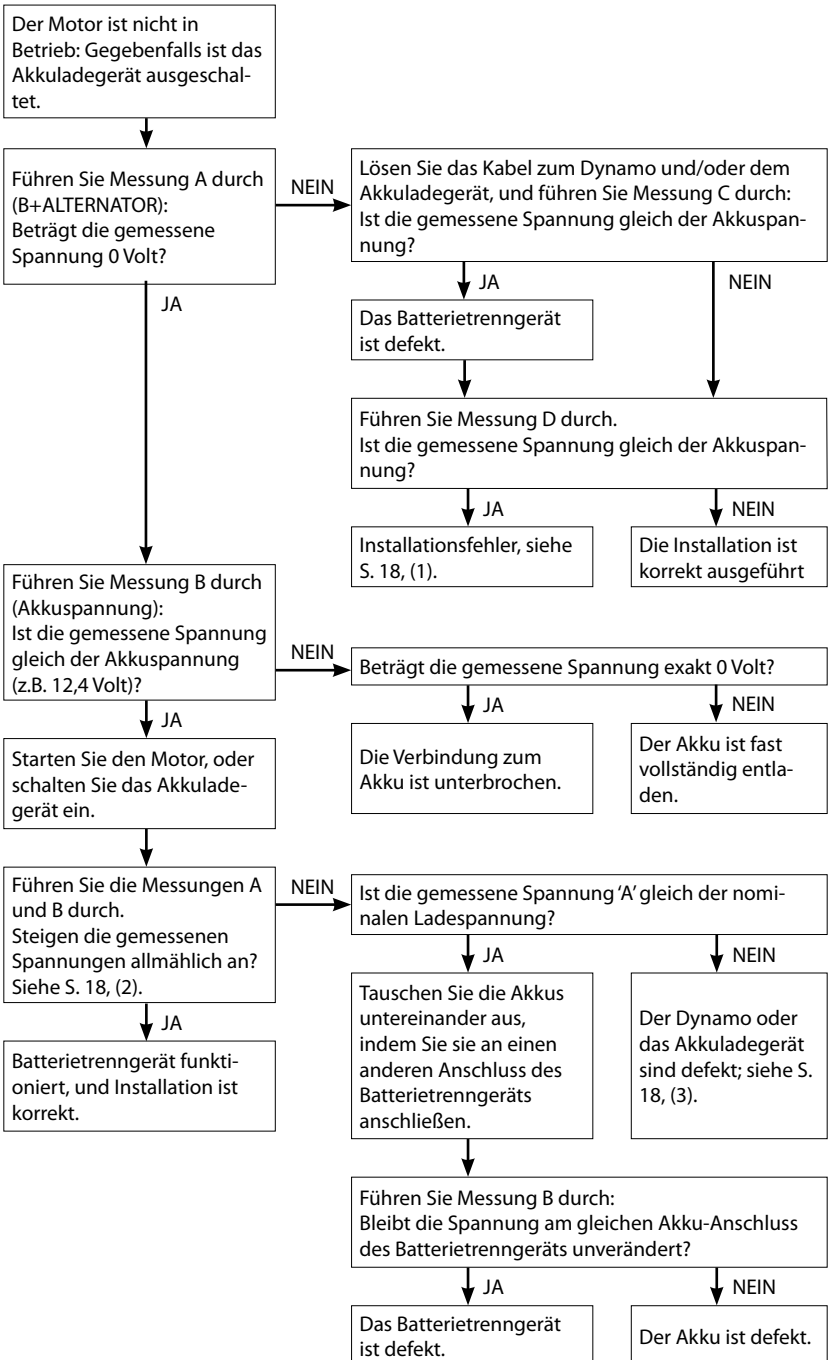 Der Motor ist nicht in
Betrieb: Gegebenfalls ist das
Akkuladegerät ausgeschal-
tet.
Führen Sie Messung A durch
(B+ALTERNATOR):
Beträgt die gemessene
Spannung 0 Volt?
NEIN
Lösen Sie das Kabel zum Dynamo und/oder dem
Akkuladegerät, und führen Sie Messung C durch:
Ist die gemessene Spannung gleich der Akkuspan-
nung?
JA
JA
NEIN
Das Batterietrenngerät
ist defekt.
Führen Sie Messung D durch.
Ist die gemessene Spannung gleich der Akkuspan-
nung?
JA
NEIN
Installationsfehler, siehe
S. 18, (1).
Die Installation ist
korrekt ausgeführt
Führen Sie Messung B durch
(Akkuspannung):
Ist die gemessene Spannung
gleich der Akkuspannung
(z.B. 12,4 Volt)?
NEIN
Beträgt die gemessene Spannung exakt 0 Volt?
JA
JA
NEIN
Starten Sie den Motor, oder
schalten Sie das Akkulade-
gerät ein.
Die Verbindung zum
Akku ist unterbrochen.
Der Akku ist fast
vollständig entla-
den.
Führen Sie die Messungen A
und B durch.
Steigen die gemessenen
Spannungen allmählich an?
Siehe S. 18, (2).
NEIN
Ist die gemessene Spannung ‘A’ gleich der nomi-
nalen Ladespannung?
JA
JA
NEIN
Batterietrenngerät funkti-
oniert, und Installation ist
korrekt.
Tauschen Sie die Akkus
untereinander aus,
indem Sie sie an einen
anderen Anschluss des
Batterietrenngeräts
anschließen.
Der Dynamo oder
das Akkuladegerät
sind defekt; siehe S.
18, (3).
Führen Sie Messung B durch:
Bleibt die Spannung am gleichen Akku-Anschluss
des Batterietrenngeräts unverändert?
JA
NEIN
Das Batterietrenngerät
ist defekt.
Der Akku ist defekt.